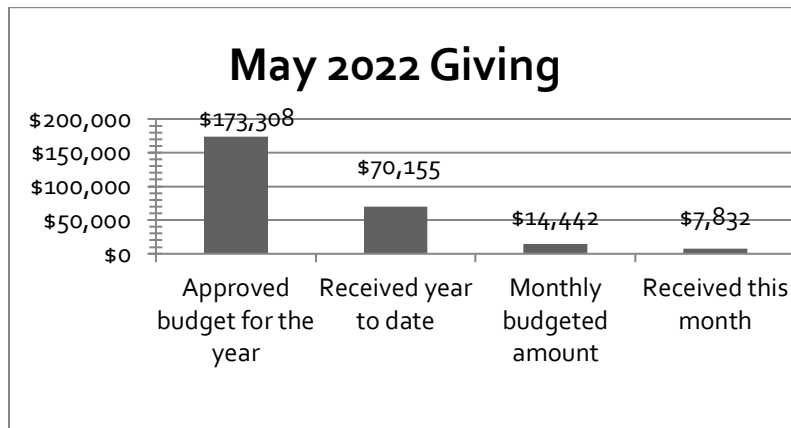 May 2022 Giving
$200,000
$150,000
$100,000
$50,000
$0
$173,308
$70,155
$14,442
$7,832
Approved
budget for the
year
Received year
to date
Monthly
budgeted
amount
Received this
month